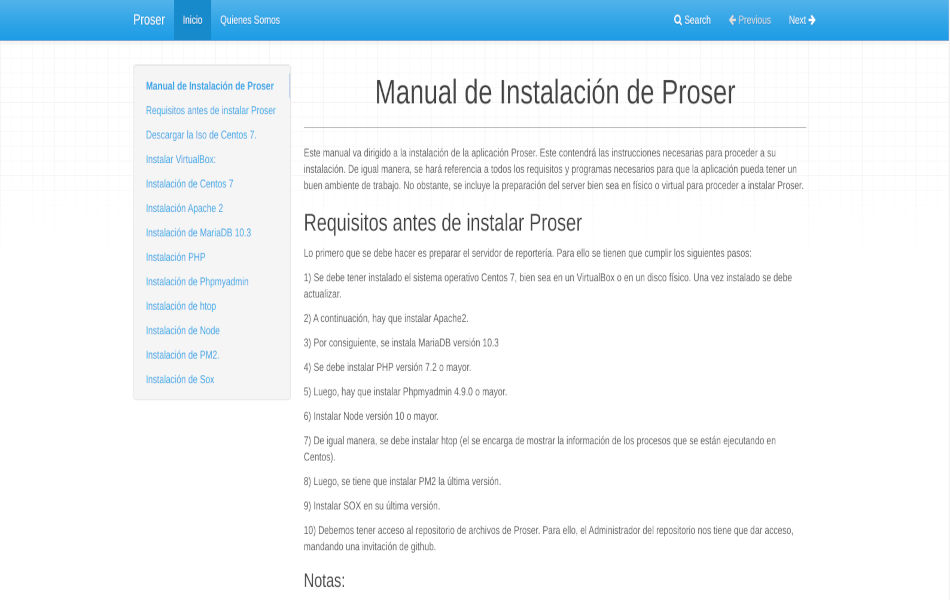 Proser Inicio Quienes Somos Search Previous Next
Manual de Instalación de Proser
Requisitos antes de instalar Proser
Descargar la Iso de Centos 7.
Instalar VirtualBox:
Instalación de Centos 7
Instalación Apache 2
Instalación de MariaDB 10.3
Instalación PHP
Instalación de Phpmyadmin
Instalación de htop
Instalación de Node
Instalación de PM2.
Instalación de Sox
Manual de Instalación de Proser
Este manual va dirigido a la instalación de la aplicación Proser. Este contendrá las instrucciones necesarias para proceder a su
instalación. De igual manera, se hará referencia a todos los requisitos y programas necesarios para que la aplicación pueda tener un
buen ambiente de trabajo. No obstante, se incluye la preparación del server bien sea en físico o virtual para proceder a instalar Proser.
Requisitos antes de instalar Proser
Lo primero que se debe hacer es preparar el servidor de reportería. Para ello se tienen que cumplir los siguientes pasos:
1) Se debe tener instalado el sistema operativo Centos 7, bien sea en un VirtualBox o en un disco físico. Una vez instalado se debe
actualizar.
2) A continuación, hay que instalar Apache2.
3) Por consiguiente, se instala MariaDB versión 10.3
4) Se debe instalar PHP versión 7.2 o mayor.
5) Luego, hay que instalar Phpmyadmin 4.9.0 o mayor.
6) Instalar Node versión 10 o mayor.
7) De igual manera, se debe instalar htop (el se encarga de mostrar la información de los procesos que se están ejecutando en
Centos).
8) Luego, se tiene que instalar PM2 la última versión.
9) Instalar SOX en su última versión.
10) Debemos tener acceso al repositorio de archivos de Proser. Para ello, el Administrador del repositorio nos tiene que dar acceso,
mandando una invitación de github.
Notas: